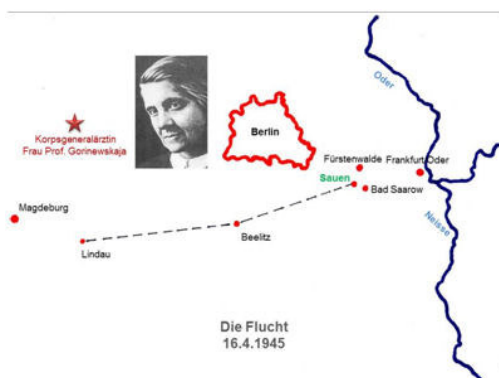 Oder
Berlin
Korpsgeneralärztin
Frau Prof. Gorinewskaja
Fürstenwalde
Frankfurt/Oder
Sauen
Bad Saarow
Magdeburg
Neisse
Beelitz
Lindau
Die Flucht
16.4.1945